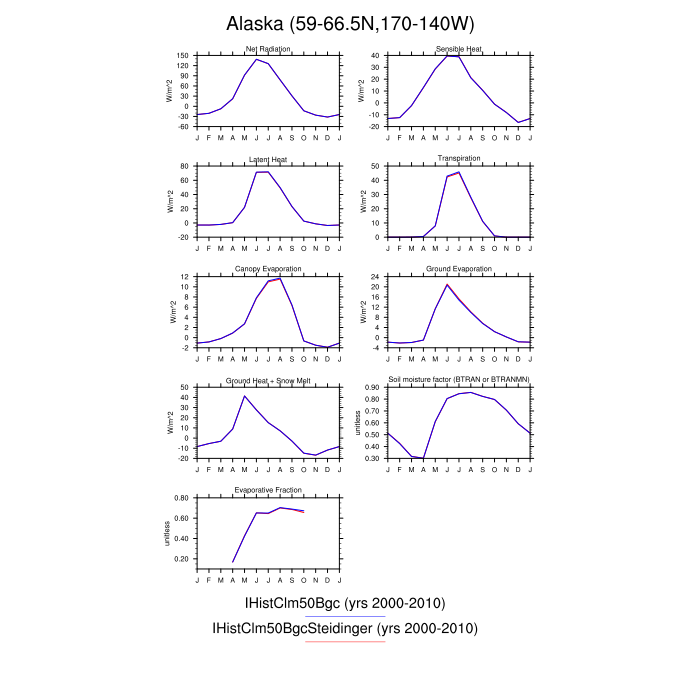 Alaska (59-66.5N,170-140W)
Net Radiation
W/m^2
150
120
90
60
30
0
-30
-60
J F M A M J J A S O N D J
Sensible Heat
W/m^2
40
30
20
10
0
-10
-20
J F M A M J J A S O N D J
Latent Heat
W/m^2
80
60
40
20
0
-20
J F M A M J J A S O N D J
Transpiration
W/m^2
50
40
30
20
10
0
J F M A M J J A S O N D J
Canopy Evaporation
W/m^2
12
10
8
6
4
2
0
-2
J F M A M J J A S O N D J
Ground Evaporation
W/m^2
24
20
16
12
8
4
0
-4
J F M A M J J A S O N D J
Ground Heat + Snow Melt
W/m^2
50
40
30
20
10
0
-10
-20
J F M A M J J A S O N D J
Soil moisture factor (BTRAN or BTRANMN)
unitless
0.90
0.80
0.70
0.60
0.50
0.40
0.30
J F M A M J J A S O N D J
Evaporative Fraction
unitless
0.80
0.60
0.40
0.20
J F M A M J J A S O N D J
IHistClm50Bgc (yrs 2000-2010)
IHistClm50BgcSteidinger (yrs 2000-2010)